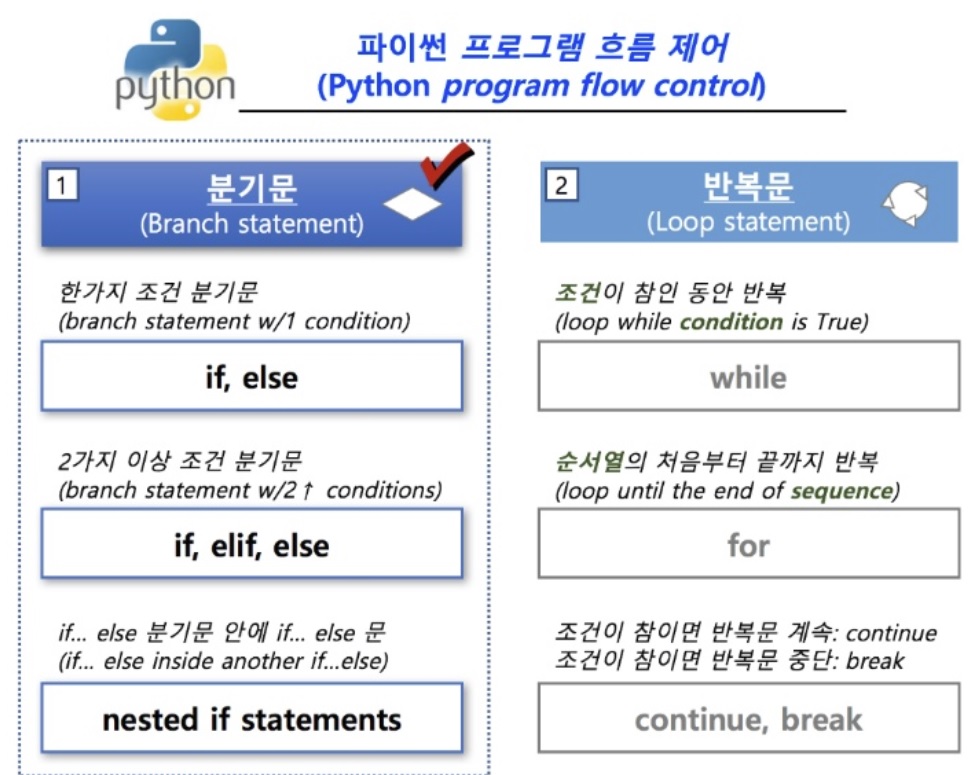 python
파이썬 프로그램 흐름 제어
(Python program flow control)
1
분기문
(Branch statement)
한가지 조건 분기문
(branch statement w/1 condition)
if, else
2가지 이상 조건 분기문
(branch statement w/2↑ conditions)
if, elif, else
if... else 분기문 안에 if... else 문
(if... else inside another if...else)
nested if statements
2
반복문
(Loop statement)
조건이 참인 동안 반복
(loop while condition is True)
while
순서열의 처음부터 끝까지 반복
(loop until the end of sequence)
for
조건이 참이면 반복문 계속: continue
조건이 참이면 반복문 중단: break
continue, break